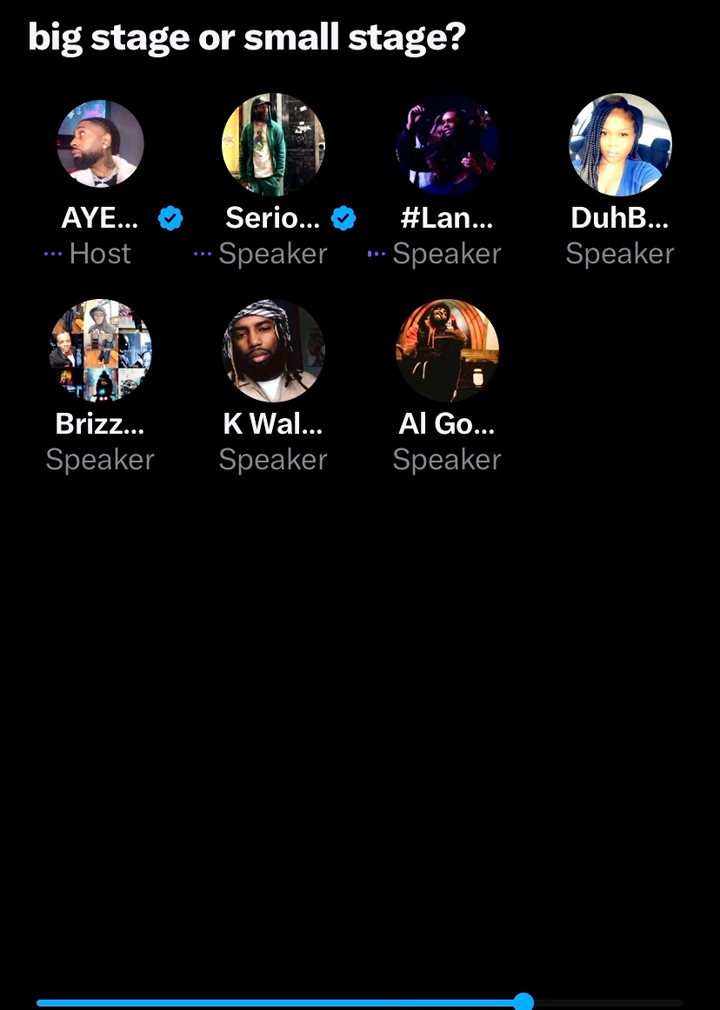 big stage or small stage?
AYE... Serio... #Lan... DuhB...
Host Speaker Speaker Speaker
Brizz... K Wal... Al Go...
Speaker Speaker Speaker